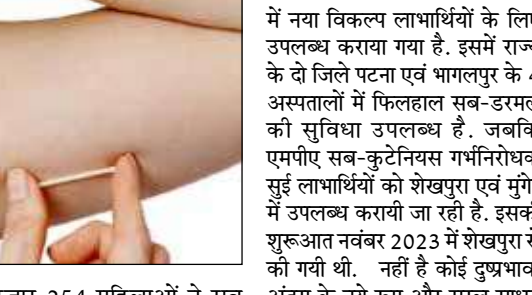 में नया विकल्प लाभार्थियों के लिए
उपलब्ध कराया गया है. इसमें राज्य
के दो जिले पटना एवं भागलपुर के
अस्पतालों में फिलहाल सब-डरमल
की सुविधा उपलब्ध है. जबकि
एमपीए सब-कुटेनियस गर्भनिरोधक
सुई लाभार्थियों को शेखपुरा एवं मुंगेर
में उपलब्ध करायी जा रही है. इसकी
शुरूआत नवंबर 2023 में शेखपुरा से
की गयी थी. नहीं है कोई दुष्प्रभाव
254 महिलाओं ने